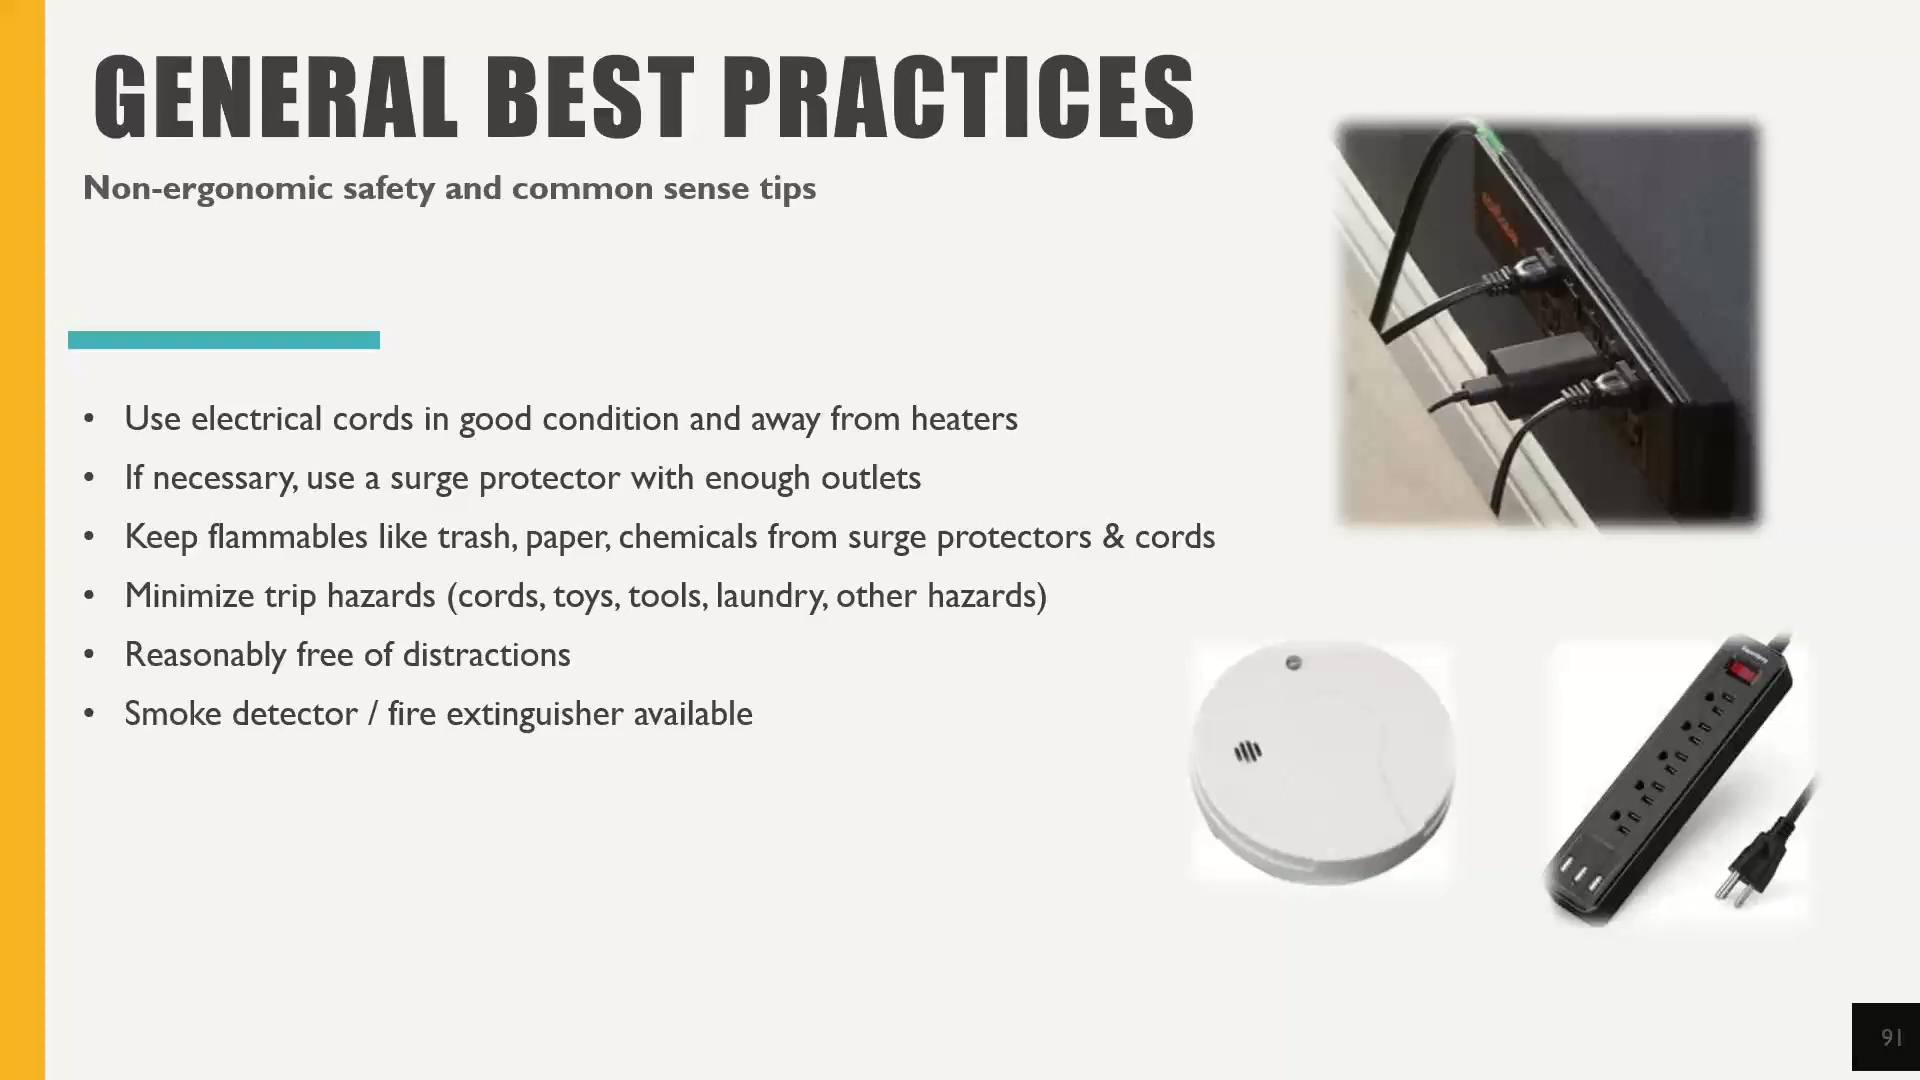 GENERAL BEST PRACTICES
Non-ergonomic safety and common sense tips
• Use electrical cords in good condition and away from heaters
• If necessary, use a surge protector with enough outlets
• Keep flammables like trash, paper, chemicals from surge protectors & cords
• Minimize trip hazards (cords, toys, tools, laundry, other hazards)
• Reasonably free of distractions
• Smoke detector / fire extinguisher available
91